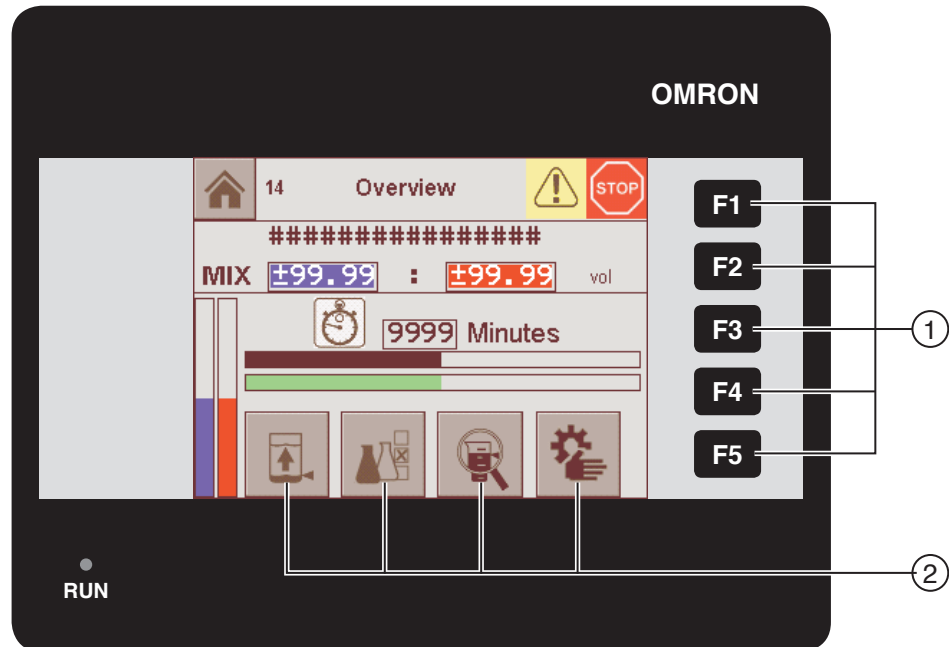 OMRON
14 Overview STOP
################
MIX ±99.99 : ±99.99 vol
9999 Minutes
F1
F2
F3
F4
F5
1
2
RUN